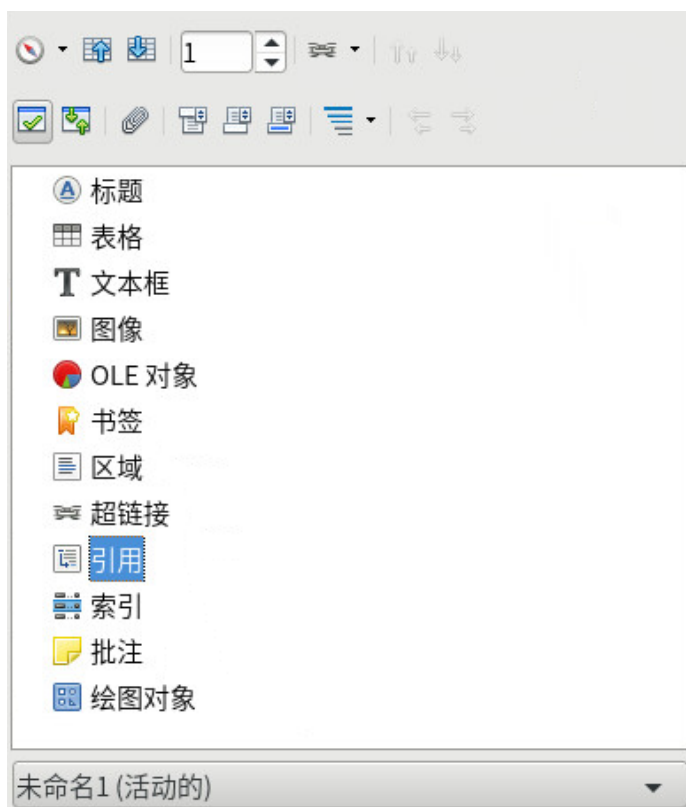 1
标题
表格
文本框
图像
OLE 对象
书签
区域
超链接
引用
索引
批注
绘图对象
未命名1 (活动的)